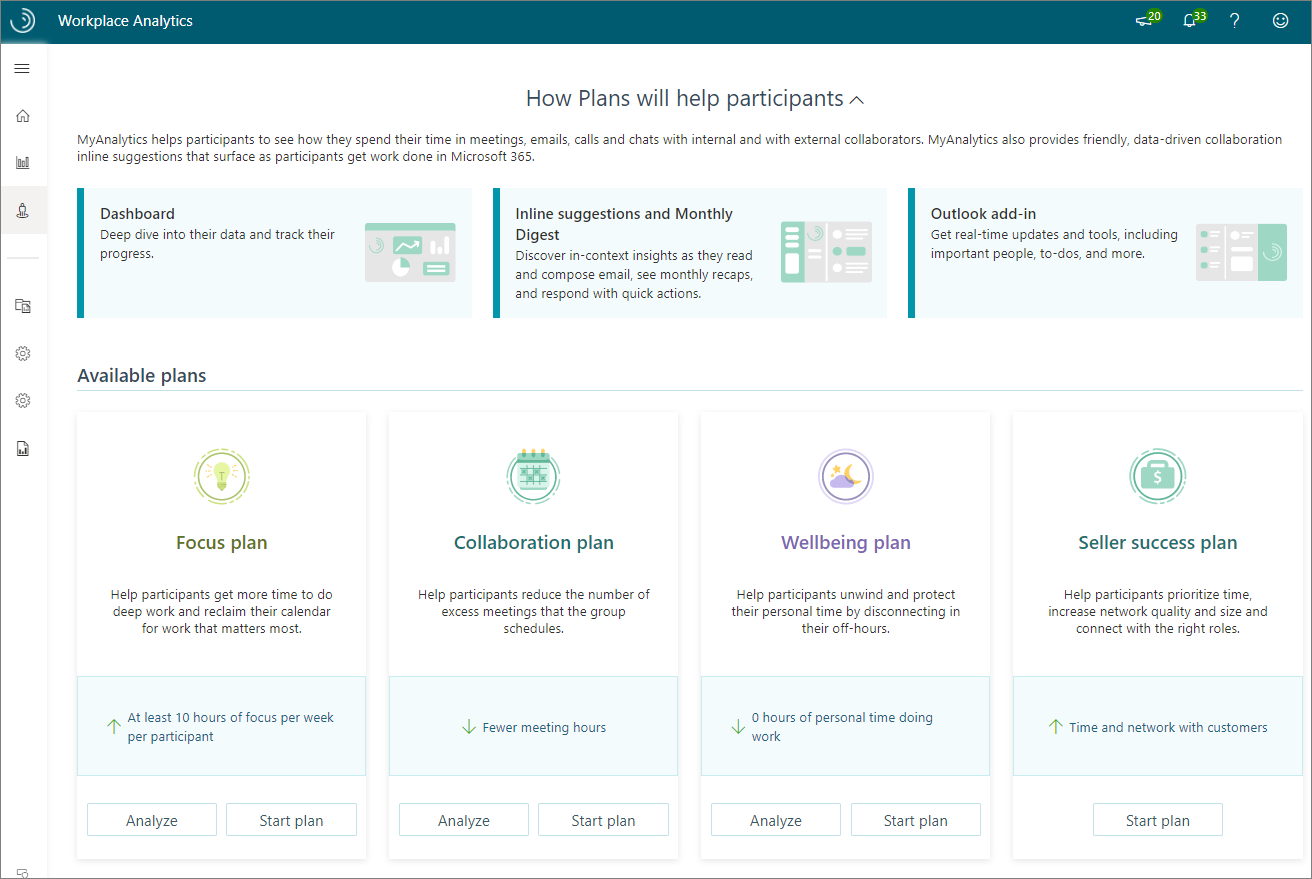 Workplace Analytics
20
33
How Plans will help participants
MyAnalytics helps participants to see how they spend their time in meetings, emails, calls and chats with internal and with external collaborators. MyAnalytics also provides friendly, data-driven collaboration
inline suggestions that surface as participants get work done in Microsoft 365.
Dashboard
Deep dive into their data and track their
progress.
Inline suggestions and Monthly
Digest
Discover in-context insights as they read
and compose email, see monthly recaps,
and respond with quick actions.
Outlook add-in
Get real-time updates and tools, including
important people, to-dos, and more.
Available plans
Focus plan
Help participants get more time to do
deep work and reclaim their calendar
for work that matters most.
At least 10 hours of focus per week
per participant
Analyze
Start plan
Collaboration plan
Help participants reduce the number of
excess meetings that the group
schedules.
Fewer meeting hours
Analyze
Start plan
Wellbeing plan
Help participants unwind and protect
their personal time by disconnecting in
their off-hours.
0 hours of personal time doing
work
Analyze
Start plan
$
Seller success plan
Help participants prioritize time,
increase network quality and size and
connect with the right roles.
Time and network with customers
Start plan